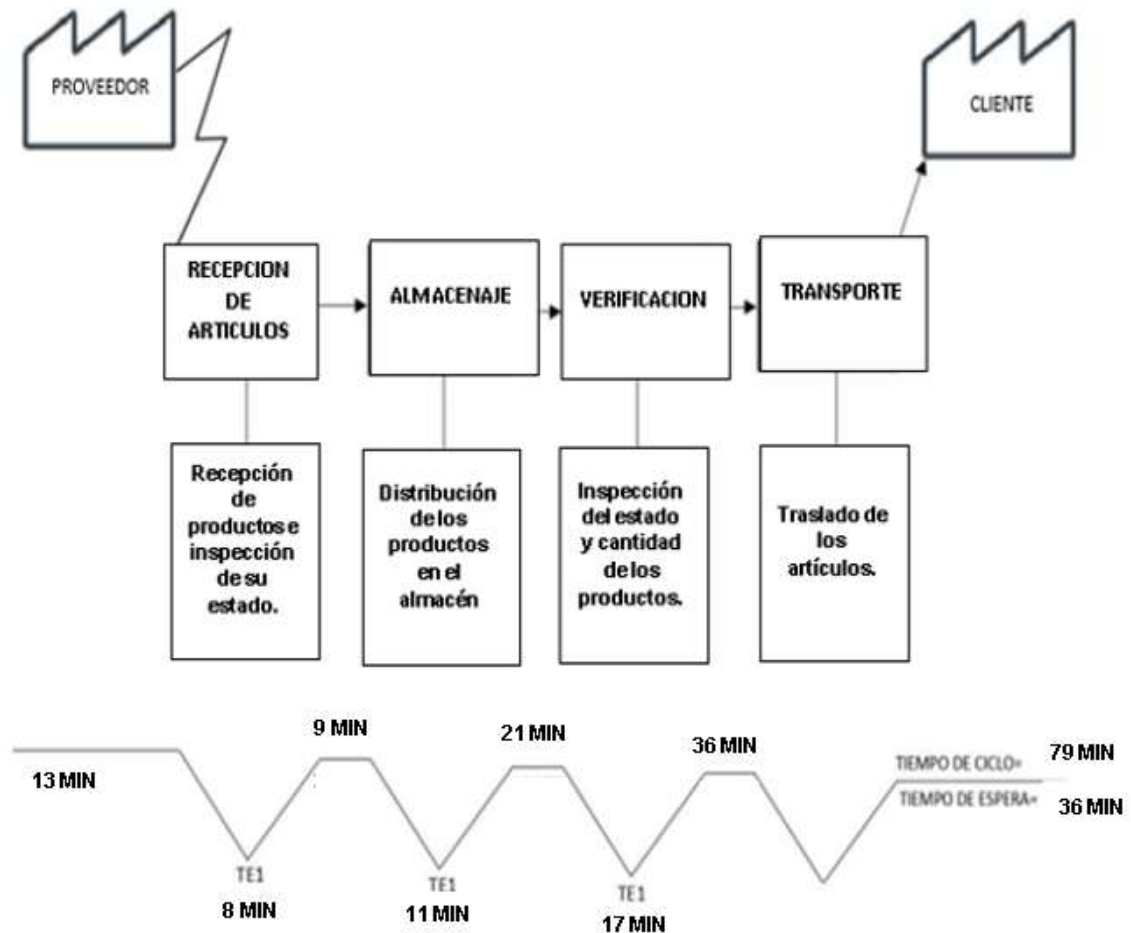 PROVEEDOR
CLIENTE
RECEPCION
DE
ARTICULOS
ALMACENAJE
VERIFICACION
TRANSPORTE
Recepción
de
productos e
inspección
de su
estado.
Distribución
de los
productos
en el
almacén
Inspección
del estado
y cantidad
de los
productos.
Traslado de
los
artículos.
13 MIN
9 MIN
21 MIN
36 MIN
TIEMPO DE CICLO= 79 MIN
TIEMPO DE ESPERA= 36 MIN
TE1
8 MIN
TE1
11 MIN
TE1
17 MIN